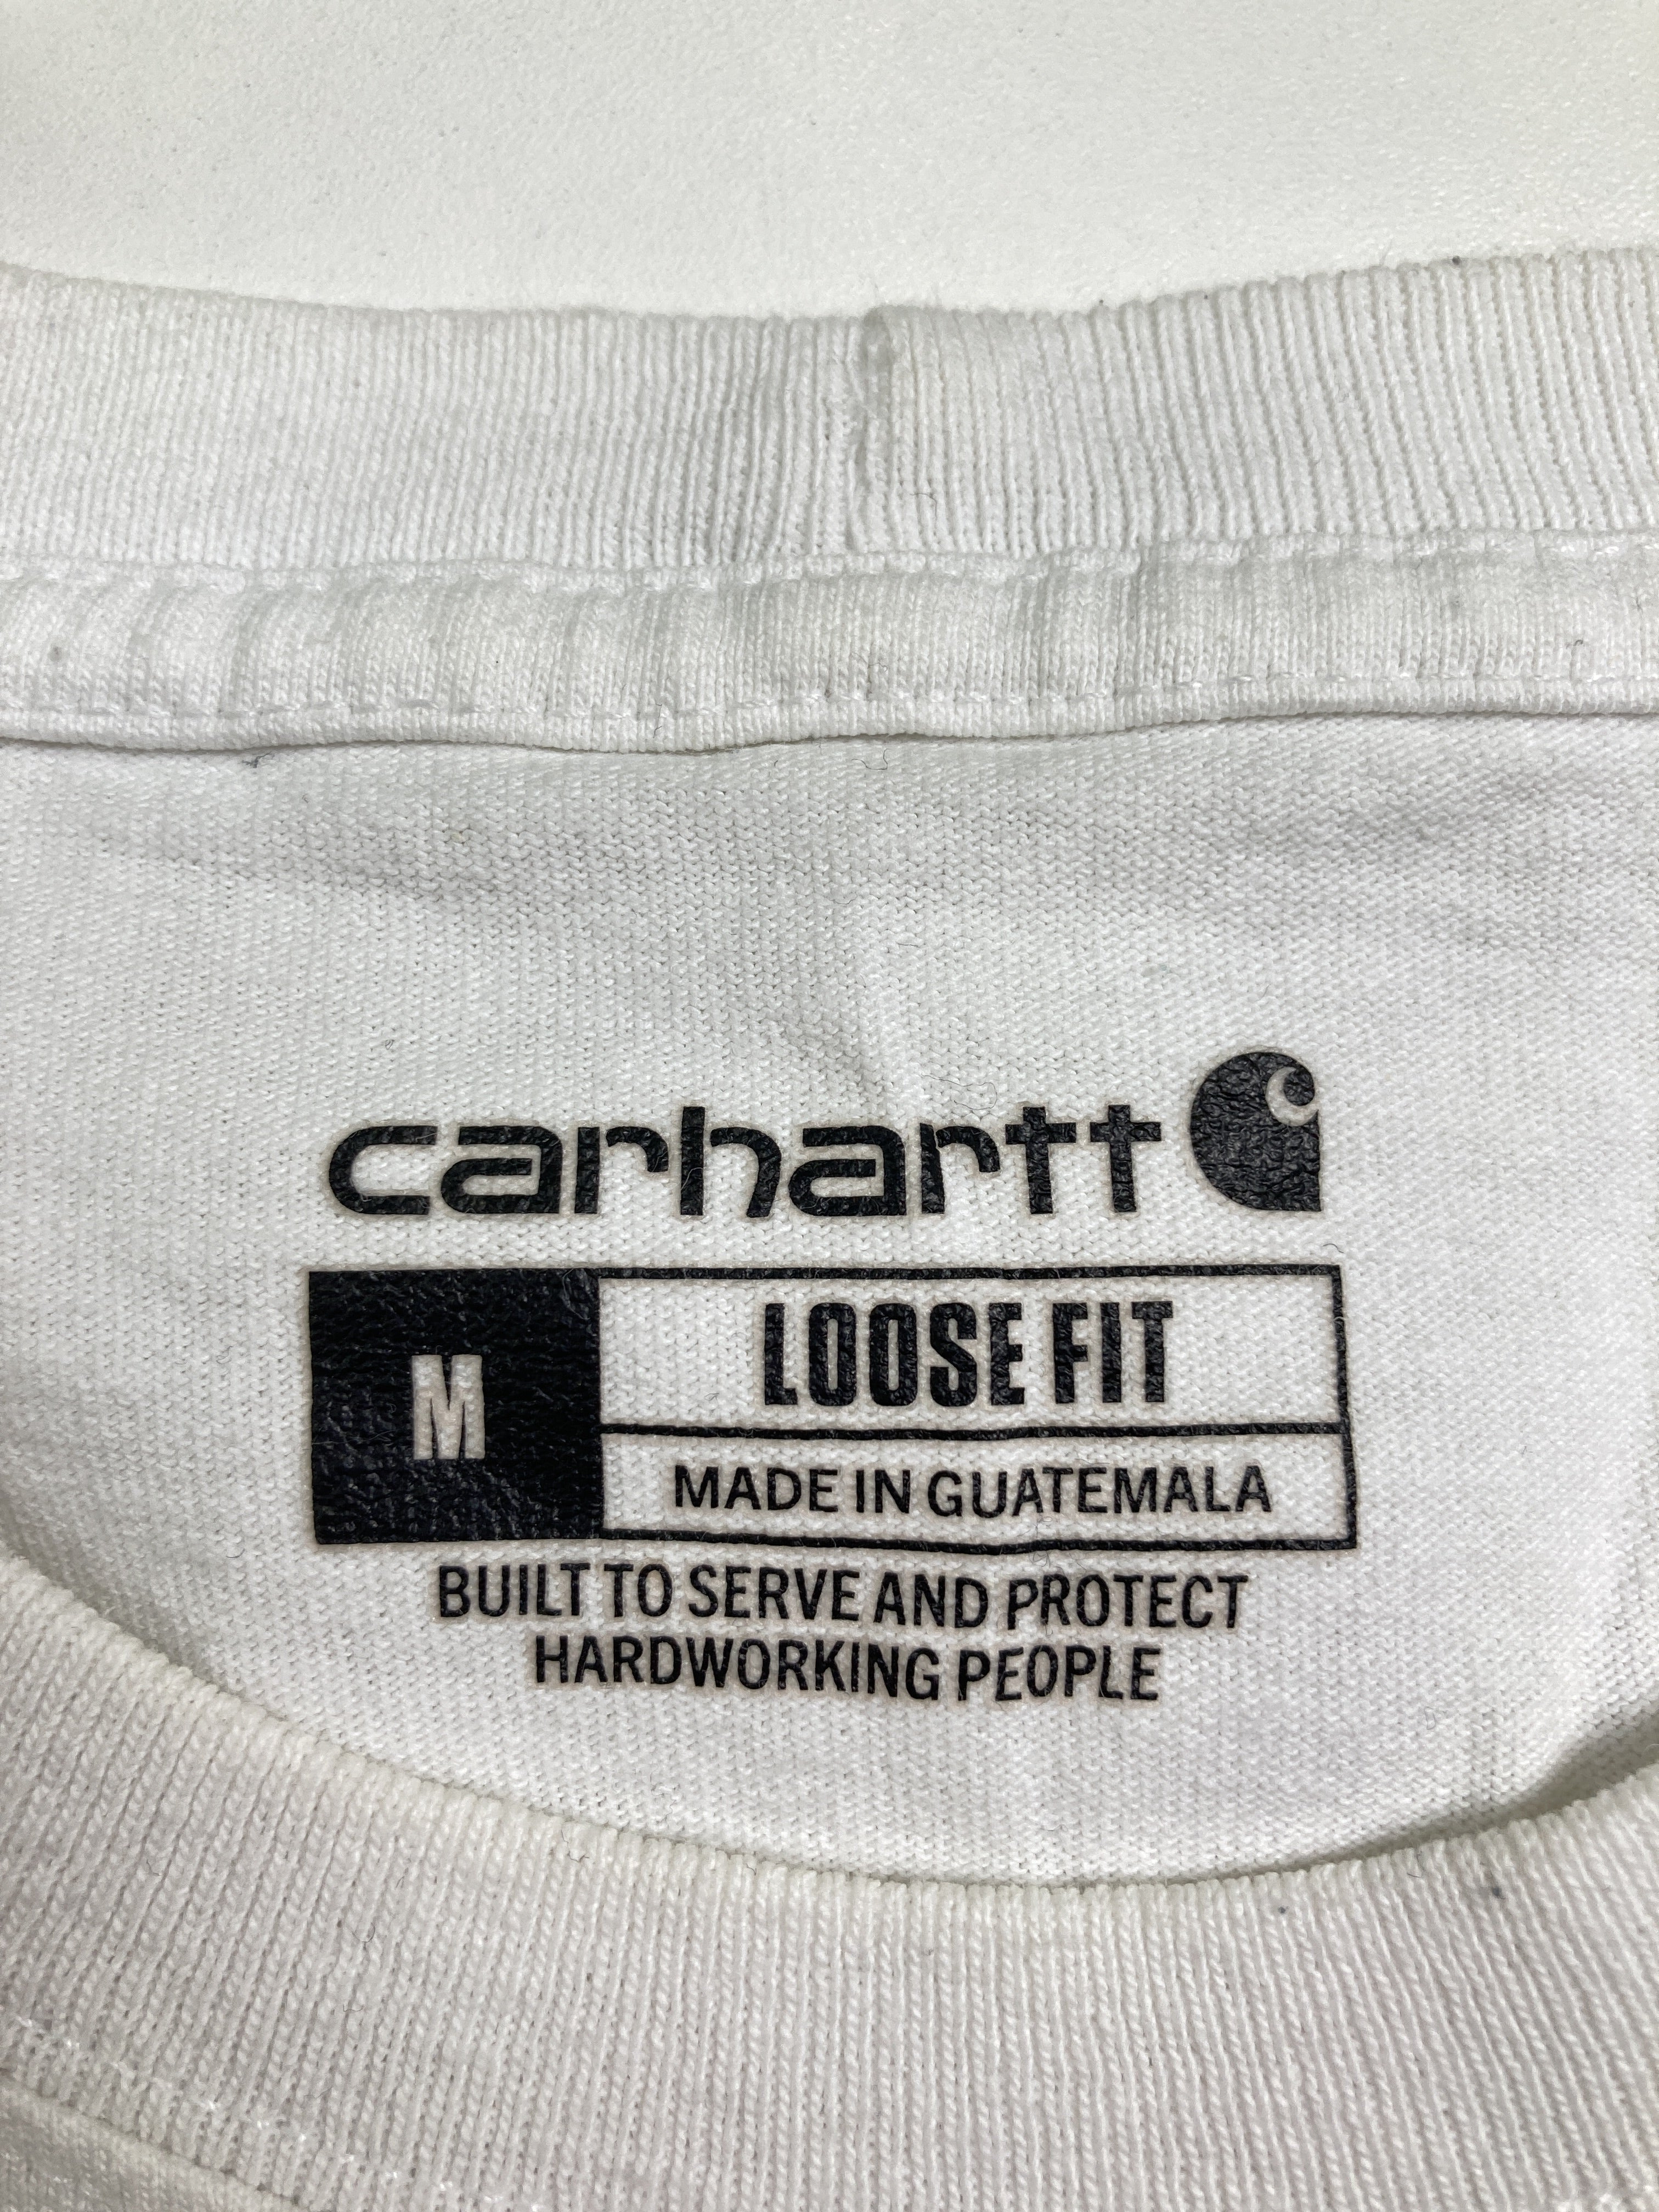 carhartt
M
LOOSE FIT
MADE IN GUATEMALA
BUILT TO SERVE AND PROTECT
HARDWORKING PEOPLE